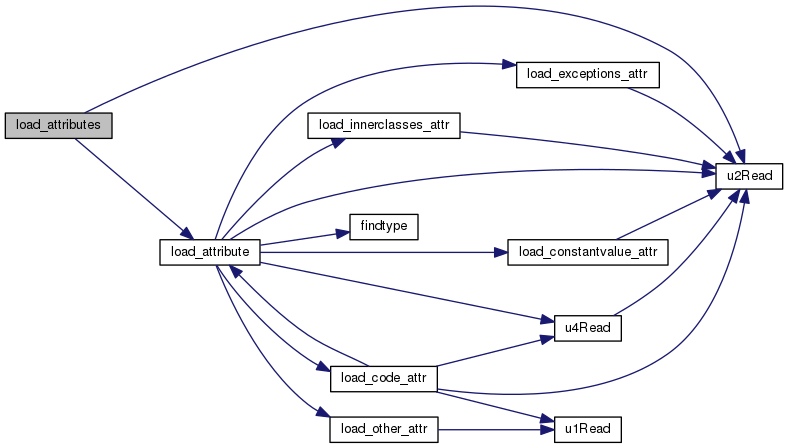 load_attributes
load_attribute
load_exceptions_attr
load_innerclasses_attr
u2Read
findtype
load_constantvalue_attr
u4Read
load_code_attr
load_other_attr
u1Read